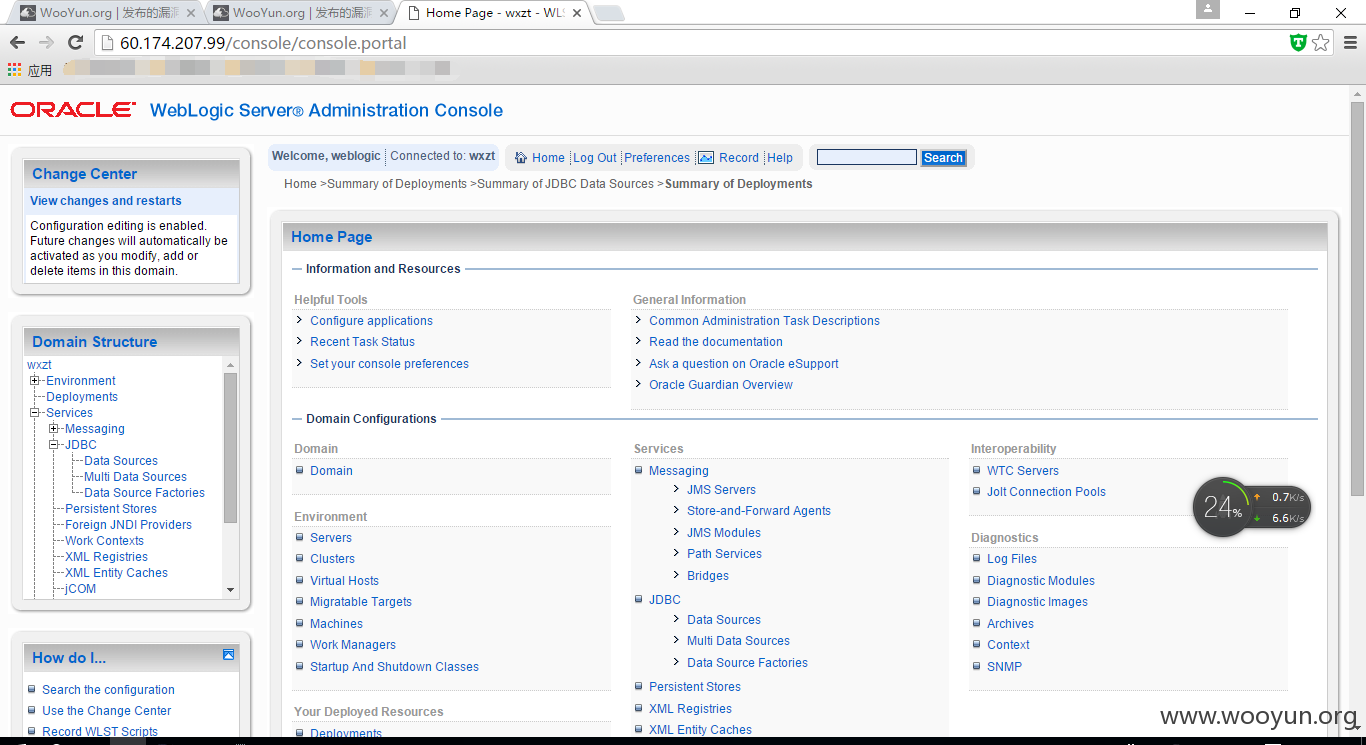 WooYun.org | 发布的漏洞
WooYun.org | 发布的漏洞
Home Page - wxzt - WLS
60.174.207.99/console/console.portal
应用
ORACLE WebLogic Server® Administration Console
Change Center
View changes and restarts
Configuration editing is enabled.
Future changes will automatically be
activated as you modify, add or
delete items in this domain.
Domain Structure
wxzt
Environment
Deployments
Services
Messaging
JDBC
Data Sources
Multi Data Sources
Data Source Factories
Persistent Stores
Foreign JNDI Providers
Work Contexts
XML Registries
XML Entity Caches
jCOM
How do I...
Search the configuration
Use the Change Center
Record WLST Scripts
Welcome, weblogic Connected to: wxzt
Home Log Out Preferences Record Help
Search
Home >Summary of Deployments >Summary of JDBC Data Sources >Summary of Deployments
Home Page
Information and Resources
Helpful Tools
Configure applications
Recent Task Status
Set your console preferences
General Information
Common Administration Task Descriptions
Read the documentation
Ask a question on Oracle eSupport
Oracle Guardian Overview
Domain Configurations
Domain
Domain
Environment
Servers
Clusters
Virtual Hosts
Migratable Targets
Machines
Work Managers
Startup And Shutdown Classes
Your Deployed Resources
Deployments
Services
Messaging
JMS Servers
Store-and-Forward Agents
JMS Modules
Path Services
Bridges
JDBC
Data Sources
Multi Data Sources
Data Source Factories
Persistent Stores
XML Registries
XML Entity Caches
Interoperability
WTC Servers
Jolt Connection Pools
Diagnostics
Log Files
Diagnostic Modules
Diagnostic Images
Archives
Context
SNMP
24%
0.7K/s
6.6K/s
www.wooyun.org